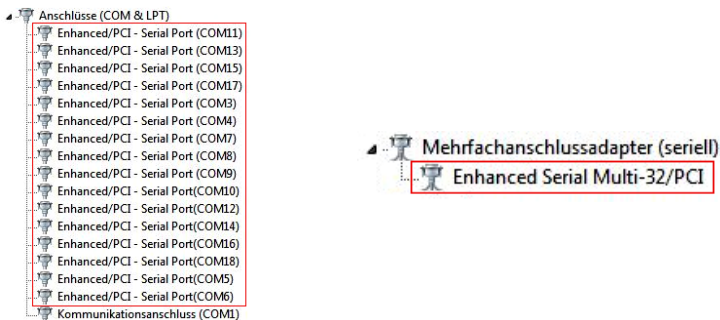 Anschlüsse (COM & LPT)
Enhanced/PCI - Serial Port (COM11)
Enhanced/PCI - Serial Port (COM13)
Enhanced/PCI - Serial Port (COM15)
Enhanced/PCI - Serial Port (COM17)
Enhanced/PCI - Serial Port (COM3)
Enhanced/PCI - Serial Port (COM4)
Enhanced/PCI - Serial Port (COM7)
Enhanced/PCI - Serial Port (COM8)
Enhanced/PCI - Serial Port (COM9)
Enhanced/PCI - Serial Port(COM10)
Enhanced/PCI - Serial Port(COM12)
Enhanced/PCI - Serial Port(COM14)
Enhanced/PCI - Serial Port(COM16)
Enhanced/PCI - Serial Port(COM18)
Enhanced/PCI - Serial Port(COM5)
Enhanced/PCI - Serial Port(COM6)
Kommunikationsanschluss (COM1)
Mehrfachanschlussadapter (seriell)
Enhanced Serial Multi-32/PCI